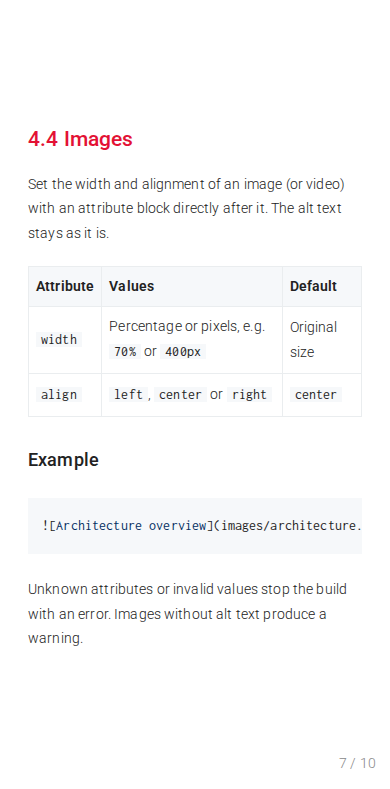 4.4 Images
Set the width and alignment of an image (or video)
with an attribute block directly after it. The alt text
stays as it is.
Attribute Values Default
width Percentage or pixels, e.g. 70% or 400px Original size
align left, center or right center
Example
![Architecture overview](images/architecture.
Unknown attributes or invalid values stop the build
with an error. Images without alt text produce a
warning.
7 / 10